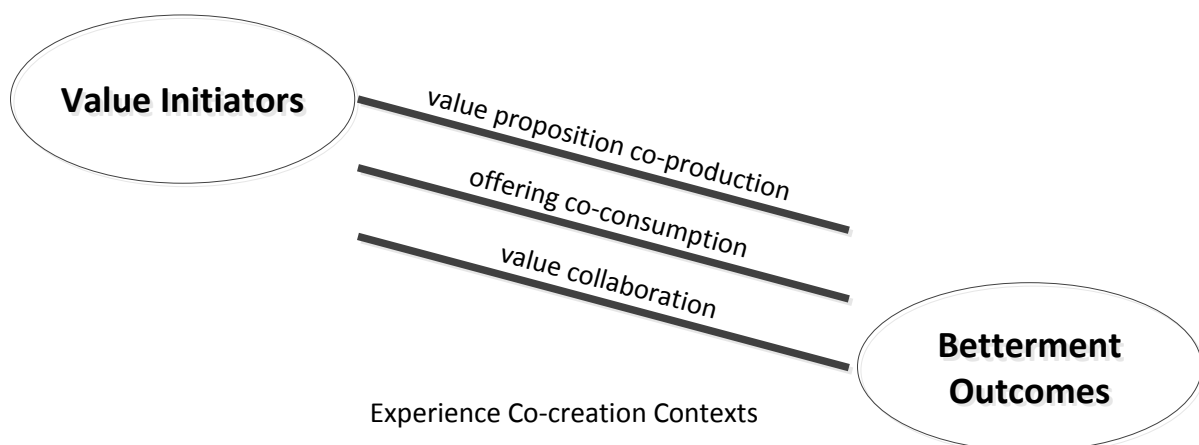 Value Initiators
value proposition co-production
offering co-consumption
value collaboration
Betterment
Outcomes
Experience Co-creation Contexts